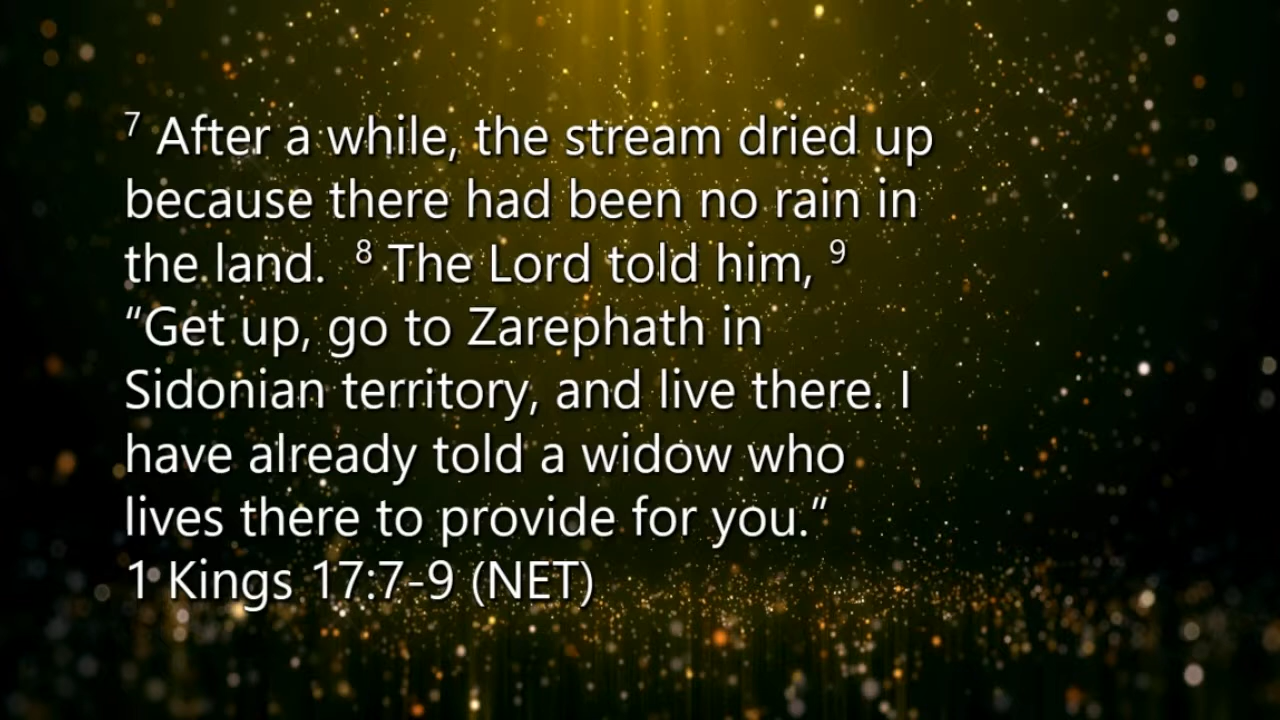 ⁷ After a while, the stream dried up
because there had been no rain in
the land. ⁸ The Lord told him, ⁹
“Get up, go to Zarephath in
Sidonian territory, and live there. I
have already told a widow who
lives there to provide for you.”
1 Kings 17:7-9 (NET)